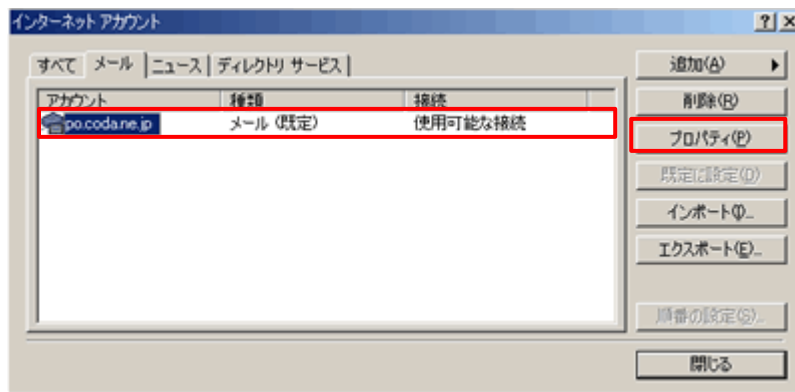 インターネット アカウント
すべて メール ニュース ディレクトリ サービス
アカウント 種類 接続
po.coda.ne.jp メール (既定) 使用可能な接続
追加(A)
削除(R)
プロパティ(P)
既定に設定(D)
インポート(I)...
エクスポート(E)...
順番の設定(S)...
閉じる